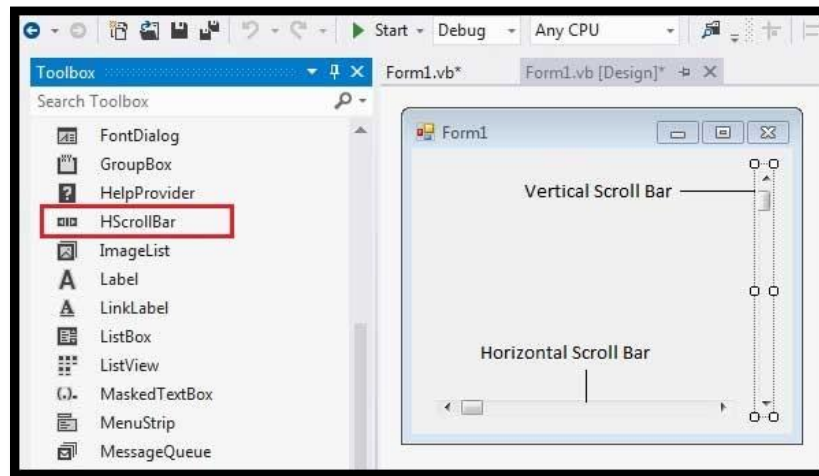 Start Debug Any CPU
Toolbox
Search Toolbox
FontDialog
GroupBox
HelpProvider
HScrollBar
ImageList
Label
LinkLabel
ListBox
ListView
MaskedTextBox
MenuStrip
MessageQueue
Form1.vb* Form1.vb [Design]*
Form1
Vertical Scroll Bar
Horizontal Scroll Bar